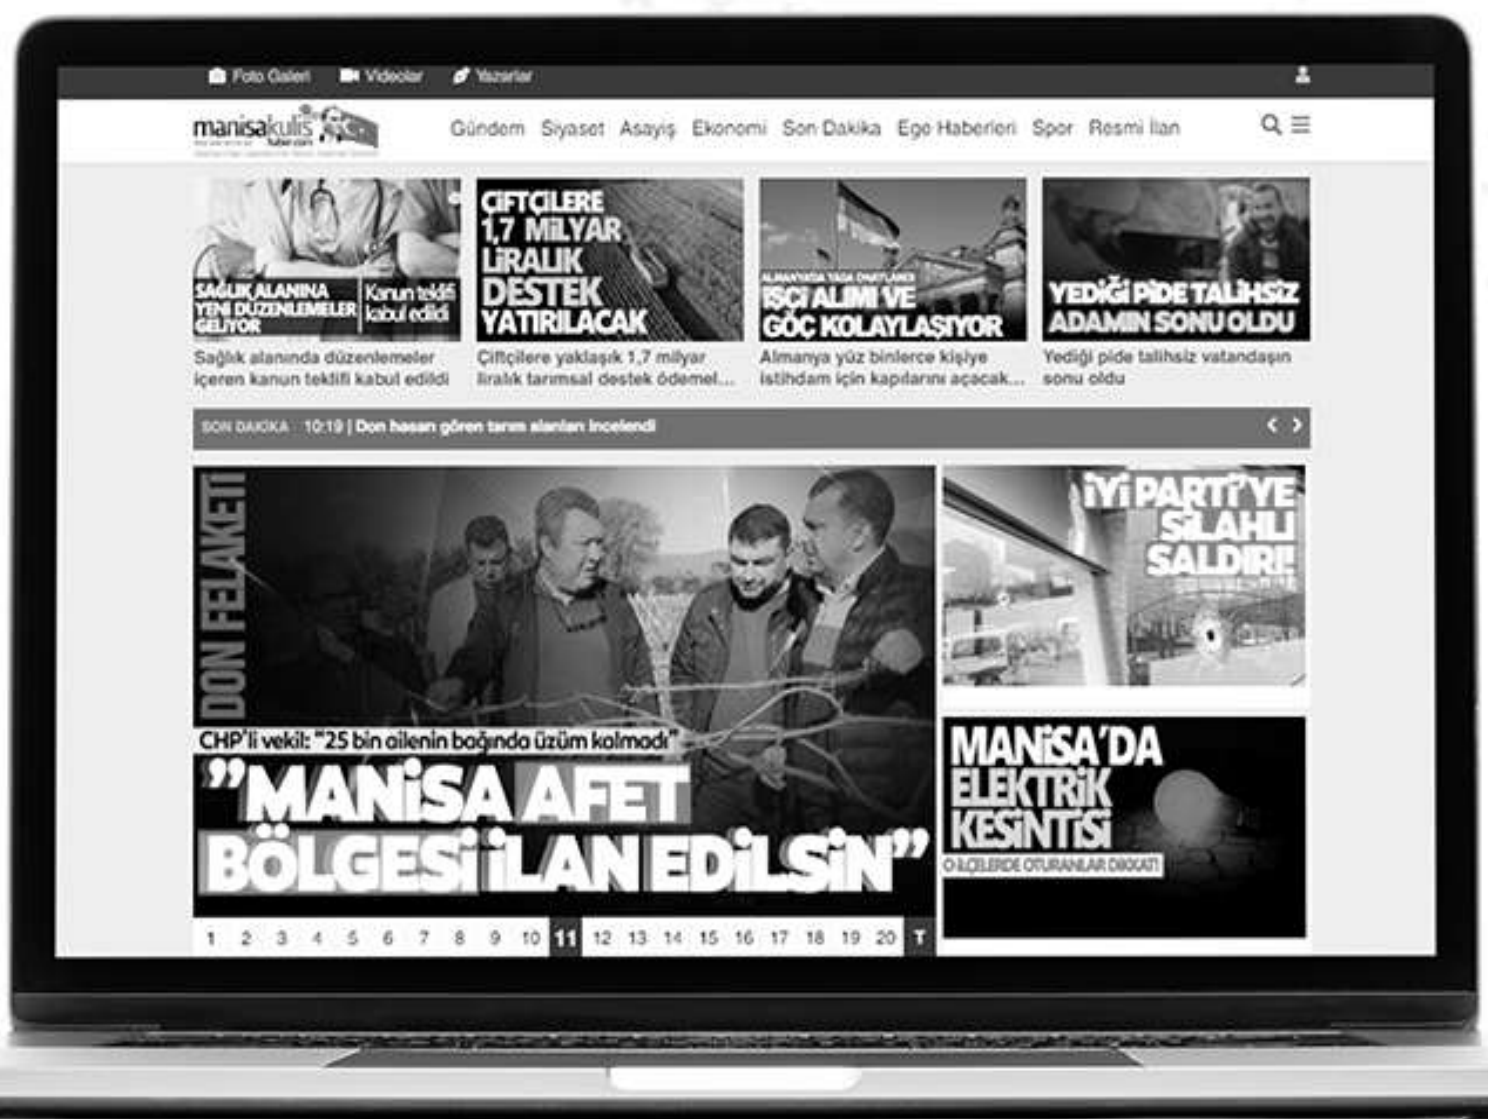 Foto Galeri Videolar Yazarlar
manisakulis
haber.com
Gündem Siyaset Asayiş Ekonomi Son Dakika Ege Haberleri Spor Resmi İlan
SAĞLIK ALANINA
YENİ DÜZENLEMELER
GELİYOR
Kanun teklifi
kabul edildi
Sağlık alanında düzenlemeler
içeren kanun teklifi kabul edildi
ÇİFTÇİLERE
1,7 MİLYAR
LİRALIK
DESTEK
YATIRILACAK
Çiftçilere yaklaşık 1,7 milyar
liralık tarımsal destek ödemel...
ALMANYA'DA YASA ONAYLANDI
İŞÇİ ALIMI VE
GÖÇ KOLAYLAŞIYOR
Almanya yüz binlerce kişiye
istihdam için kapılarını açacak...
YEDİĞİ PİDE TALİHSİZ
ADAMIN SONU OLDU
Yediği pide talihsiz vatandaşın
sonu oldu
SON DAKİKA 10:19 | Don hasarı gören tarım alanları incelendi
DON FELAKETİ
CHP'li vekil: "25 bin ailenin bağında üzüm kalmadı"
"MANİSA AFET
BÖLGESİ İLAN EDİLSİN"
1 2 3 4 5 6 7 8 9 10 11 12 13 14 15 16 17 18 19 20 T
İYİ PARTİ'YE
SİLAHLI
SALDIRI!
MANİSA'DA
ELEKTRİK
KESİNTİSİ
O İLÇELERDE OTURANLAR DİKKAT!